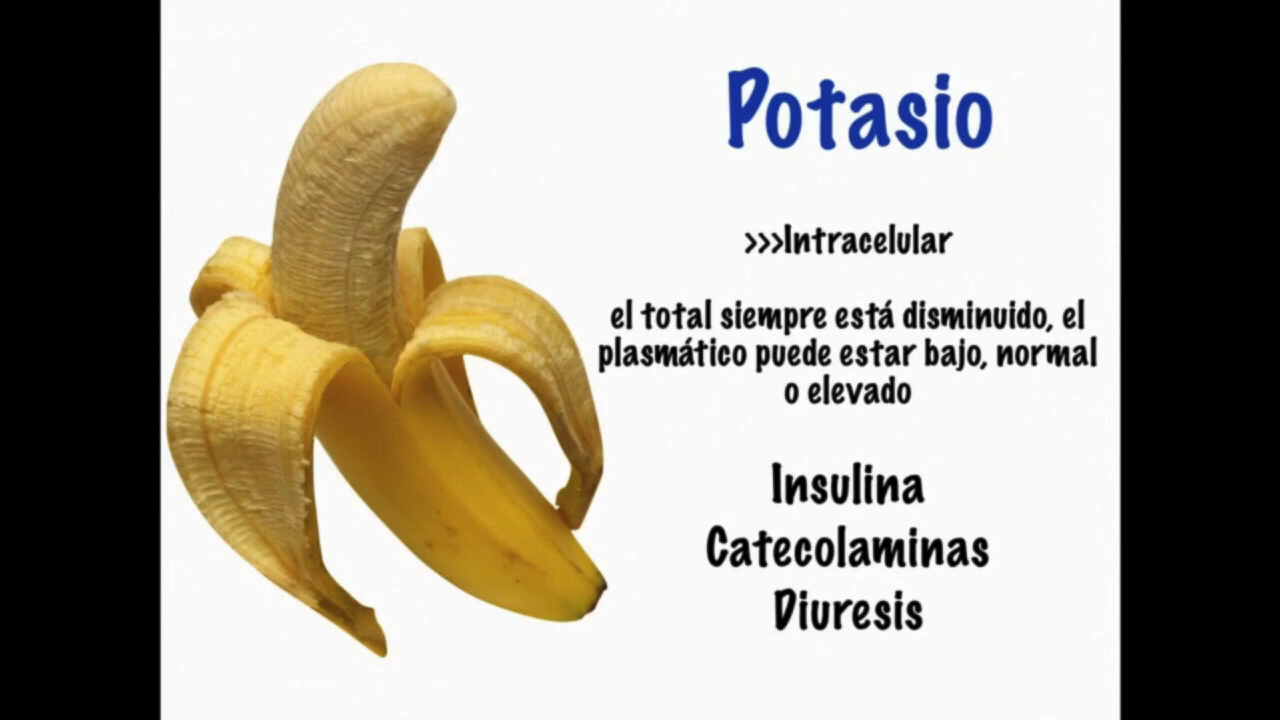 Potasio
>>>Intracelular
el total siempre está disminuido, el
plasmático puede estar bajo, normal
o elevado
Insulina
Catecolaminas
Diuresis